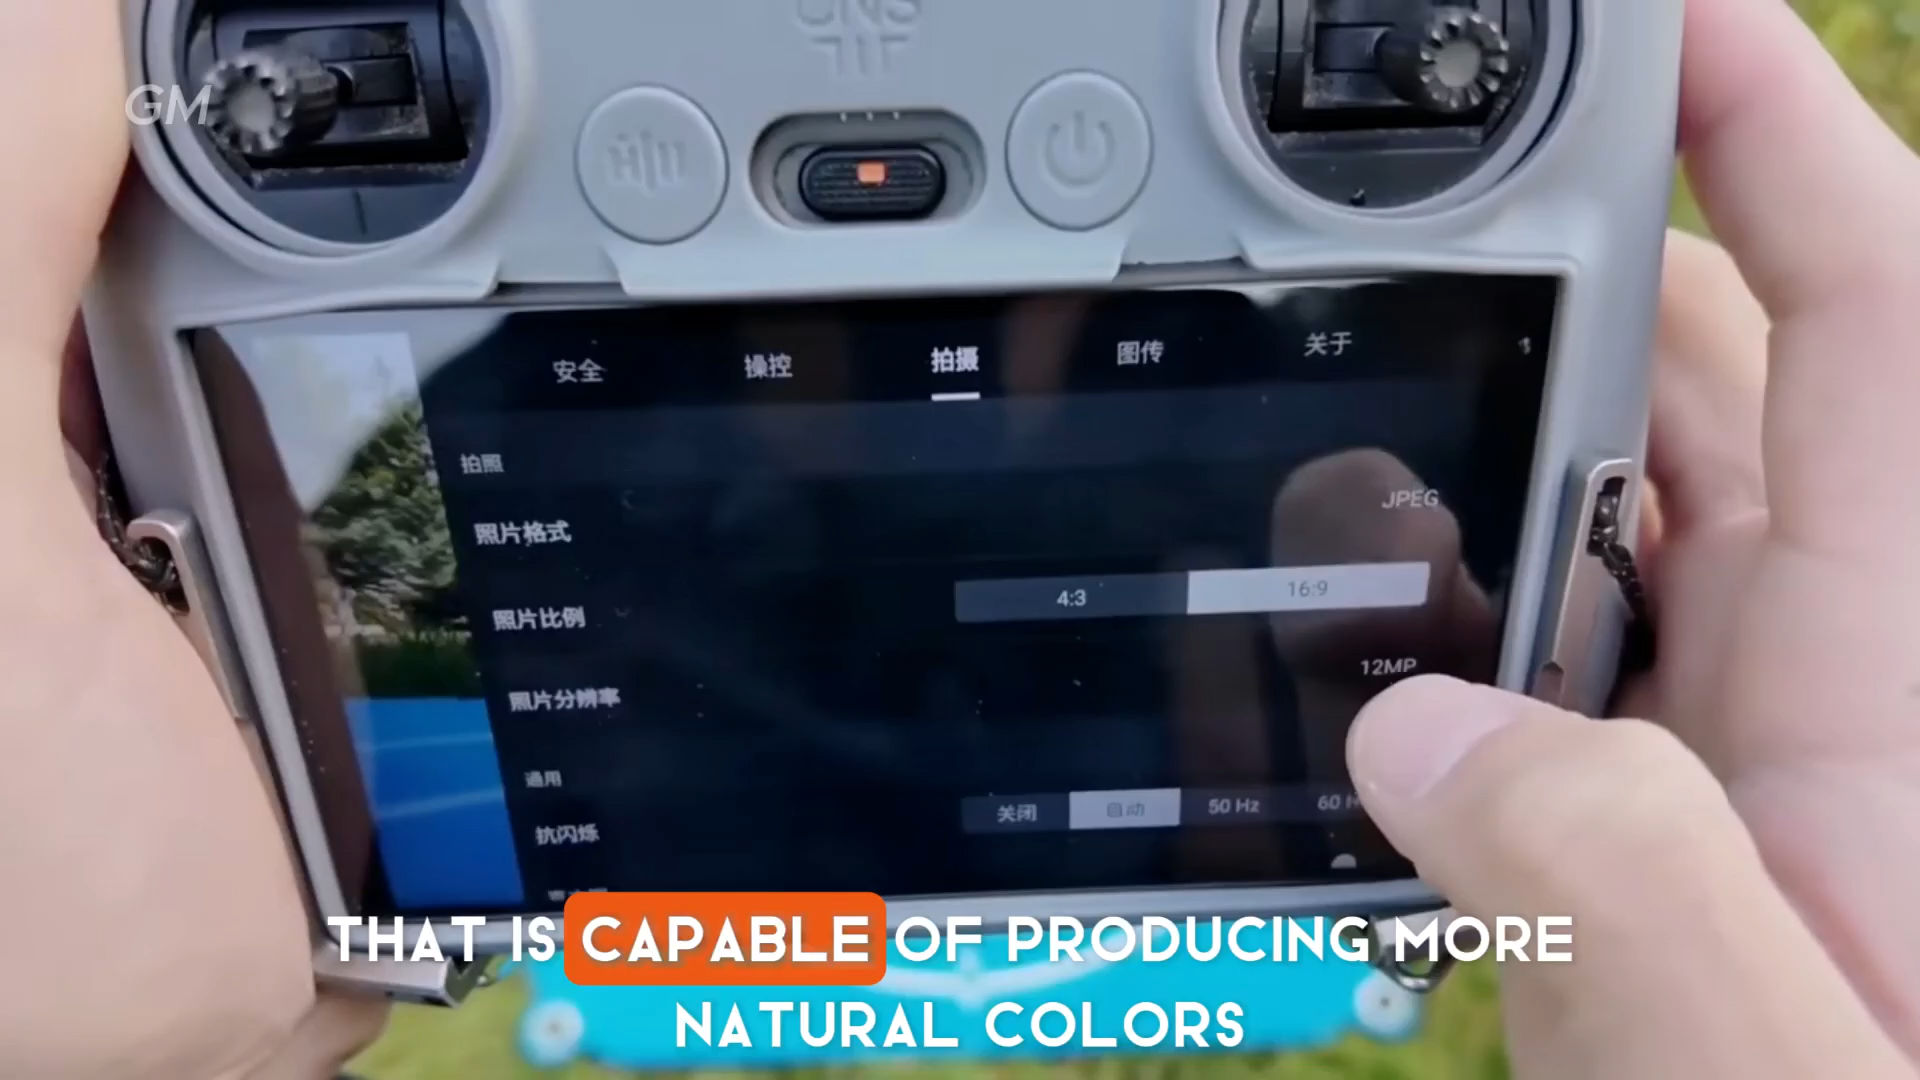 GM
安全 操控 拍摄 图传 关于
拍照
照片格式 JPEG
照片比例 4:3 16:9
照片分辨率 12MP
通用
抗闪烁 关闭 自动 50 Hz 60 H
THAT IS CAPABLE OF PRODUCING MORE
NATURAL COLORS